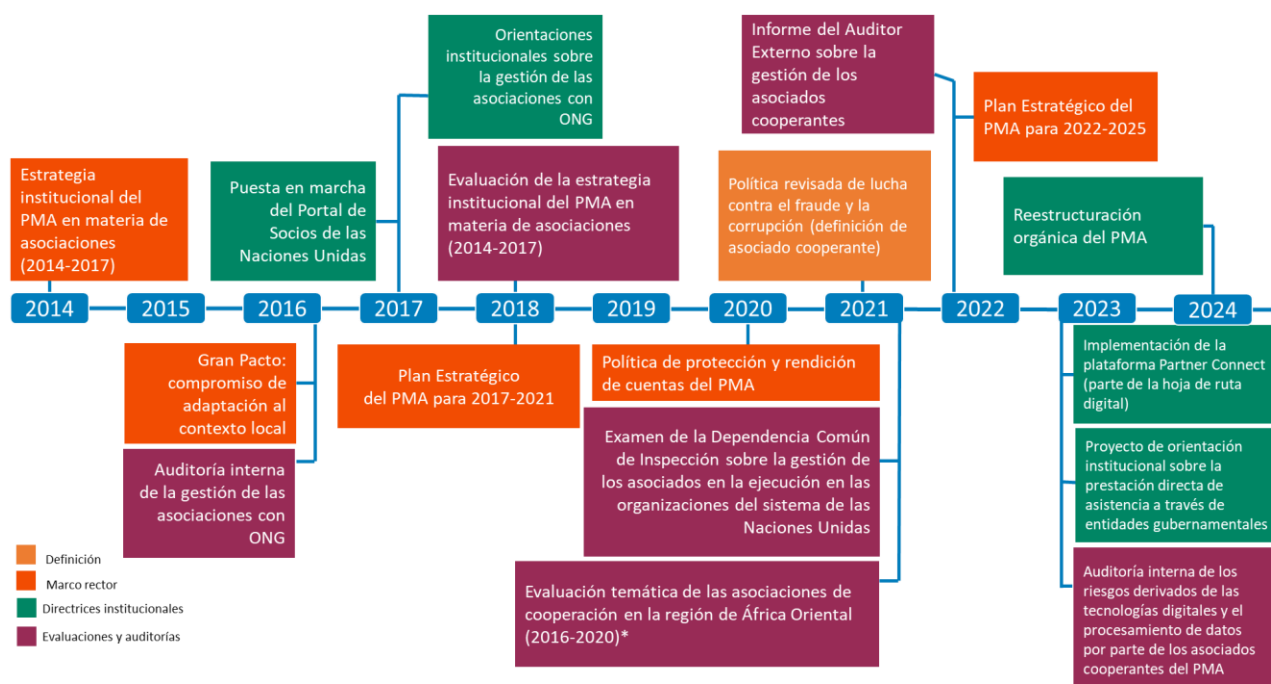 Orientaciones
institucionales sobre
la gestión de las
asociaciones con
ONG
Informe del Auditor
Externo sobre la
gestión de los
asociados
cooperantes
Plan Estratégico del
PMA para 2022-2025
Estrategia
institucional del
PMA en materia de
asociaciones
(2014-2017)
Puesta en marcha
del Portal de
Socios de las
Naciones Unidas
Evaluación de la estrategia
institucional del PMA en
materia de asociaciones
(2014-2017)
Política revisada de lucha
contra el fraude y la
corrupción (definición de
asociado cooperante)
Reestructuración
orgánica del PMA
2014
2015
2016
2017
2018
2019
2020
2021
2022
2023
2024
Gran Pacto:
compromiso de
adaptación al
contexto local
Auditoría interna
de la gestión de las
asociaciones con
ONG
Plan Estratégico
del PMA para 2017-2021
Política de protección y rendición
de cuentas del PMA
Examen de la Dependencia Común
de Inspección sobre la gestión de
los asociados en la ejecución en las
organizaciones del sistema de las
Naciones Unidas
Evaluación temática de las asociaciones de
cooperación en la región de África Oriental
(2016-2020)*
Implementación de la
plataforma Partner Connect
(parte de la hoja de ruta
digital)
Proyecto de orientación
institucional sobre la
prestación directa de
asistencia a través de
entidades gubernamentales
Auditoría interna de los
riesgos derivados de las
tecnologías digitales y el
procesamiento de datos
por parte de los asociados
cooperantes del PMA
Definición
Marco rector
Directrices institucionales
Evaluaciones y auditorías